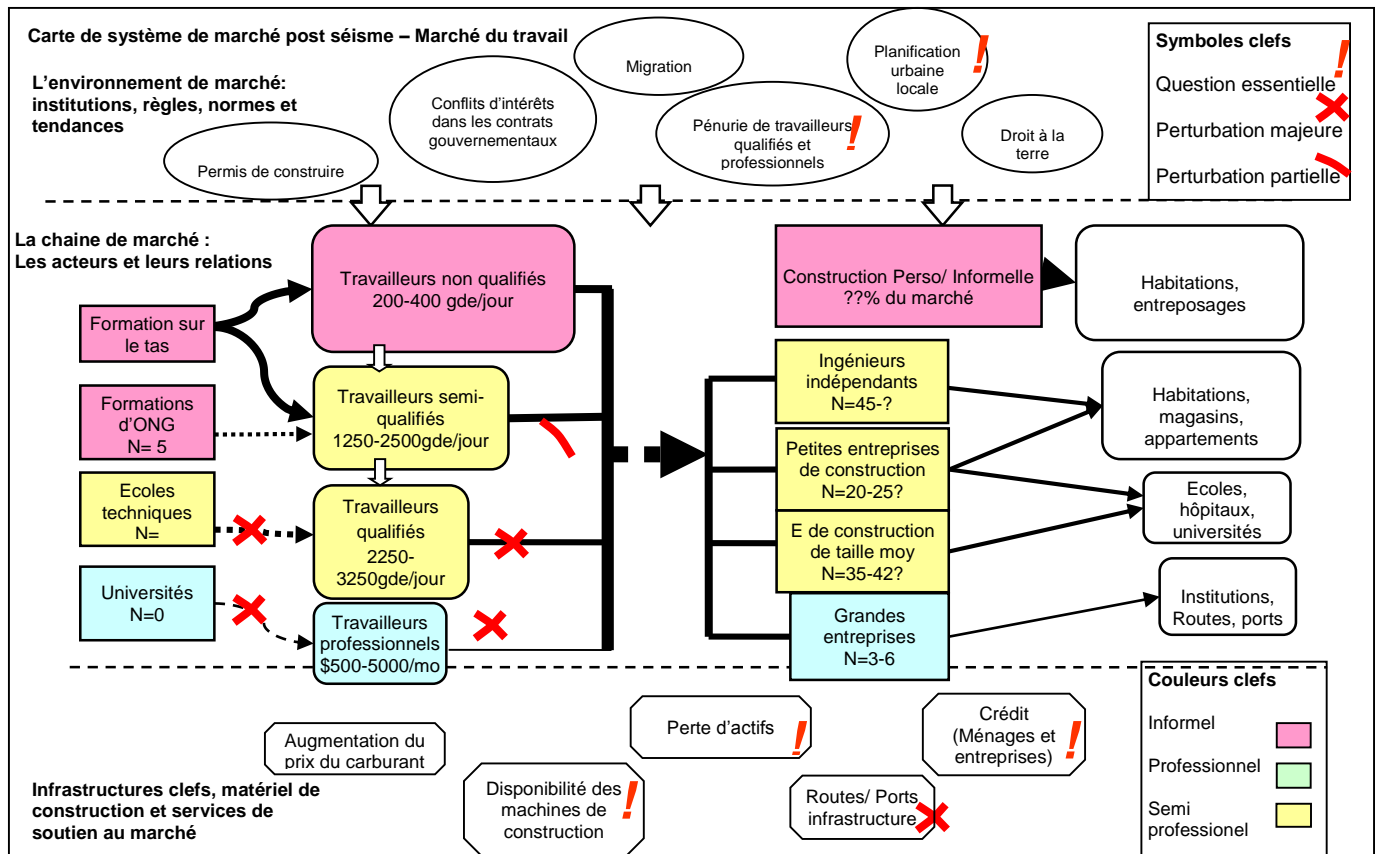 Carte de système de marché post séisme – Marché du travail
L'environnement de marché:
institutions, règles, normes et
tendances
Permis de construire
Conflits d'intérêts
dans les contrats
gouvernementaux
Migration
Pénurie de travailleurs
qualifiés et
professionnels
!
Planification
urbaine
locale
!
Droit à la
terre
Symboles clefs
Question essentielle !
Perturbation majeure
Perturbation partielle
La chaine de marché :
Les acteurs et leurs relations
Formation sur
le tas
Formations
d'ONG
N= 5
Ecoles
techniques
N=
Universités
N=0
Travailleurs non qualifiés
200-400 gde/jour
Travailleurs semi-
qualifiés
1250-2500gde/jour
Travailleurs
qualifiés
2250-
3250gde/jour
Travailleurs
professionnels
$500-5000/mo
Construction Perso/ Informelle
??% du marché
Ingénieurs
indépendants
N=45-?
Petites entreprises
de construction
N=20-25?
E de construction
de taille moy
N=35-42?
Grandes
entreprises
N=3-6
Habitations,
entreposages
Habitations,
magasins,
appartements
Ecoles,
hôpitaux,
universités
Institutions,
Routes, ports
Infrastructures clefs, matériel de
construction et services de
soutien au marché
Augmentation du
prix du carburant
Disponibilité des
machines de
construction
!
Perte d'actifs
!
Routes/ Ports
infrastructure
Crédit
(Ménages et
entreprises)
!
Couleurs clefs
Informel
Professionnel
Semi
professionel